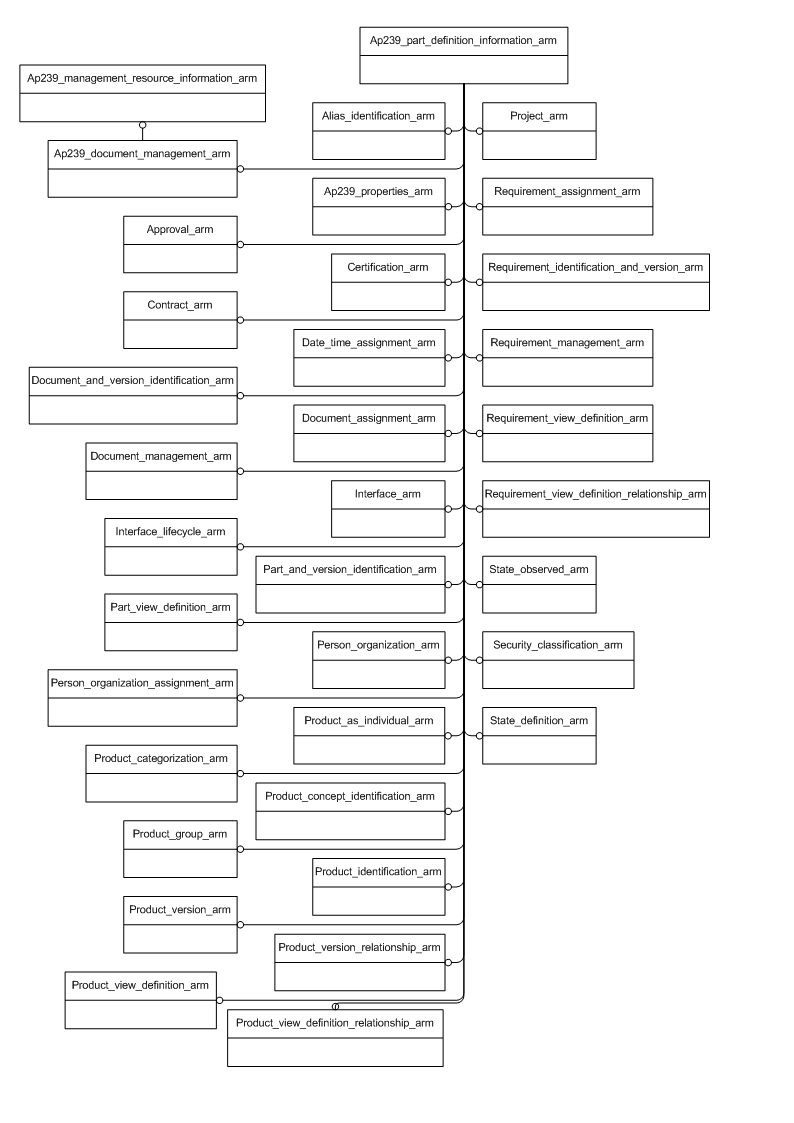 Ap239_part_definition_information_arm
Ap239_management_resource_information_arm
Alias_identification_arm
Project_arm
Ap239_document_management_arm
Ap239_properties_arm
Requirement_assignment_arm
Approval_arm
Certification_arm
Requirement_identification_and_version_arm
Contract_arm
Date_time_assignment_arm
Requirement_management_arm
Document_and_version_identification_arm
Document_assignment_arm
Requirement_view_definition_arm
Document_management_arm
Interface_arm
Requirement_view_definition_relationship_arm
Interface_lifecycle_arm
Part_and_version_identification_arm
State_observed_arm
Part_view_definition_arm
Person_organization_arm
Security_classification_arm
Person_organization_assignment_arm
Product_as_individual_arm
State_definition_arm
Product_categorization_arm
Product_concept_identification_arm
Product_group_arm
Product_identification_arm
Product_version_arm
Product_version_relationship_arm
Product_view_definition_arm
Product_view_definition_relationship_arm